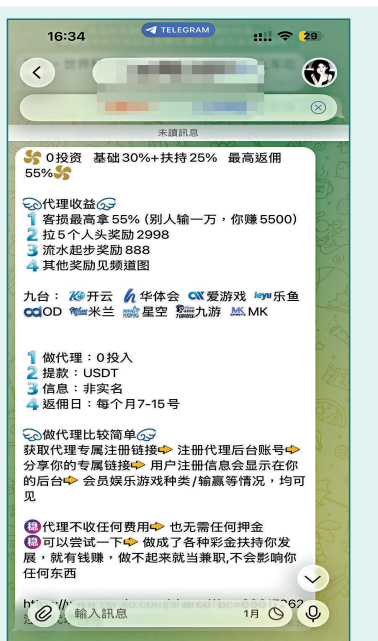 16:34
TELEGRAM
29
未讀訊息
0投资 基础30%+扶持25% 最高返佣
55%
代理收益
1 客损最高拿55% (别人输一万，你赚5500)
2 拉5个人头奖励2998
3 流水起步奖励888
4 其他奖励见频道图
九台： 开云 华体会 爱游戏 leyu 乐鱼
OD 米兰 星空 九游 MK MK
1 做代理：0投入
2 提款：USDT
3 信息：非实名
4 返佣日：每个月7-15号
做代理比较简单
获取代理专属注册链接 注册代理后台账号
分享你的专属链接 用户注册信息会显示在你
的后台 会员娱乐游戏种类/输赢等情况，均可
见
稳 代理不收任何费用 也无需任何押金
稳 可以尝试一下 做成了各种彩金扶持你发
展，就有钱赚，做不起来就当兼职,不会影响你
任何东西
輸入訊息
1月